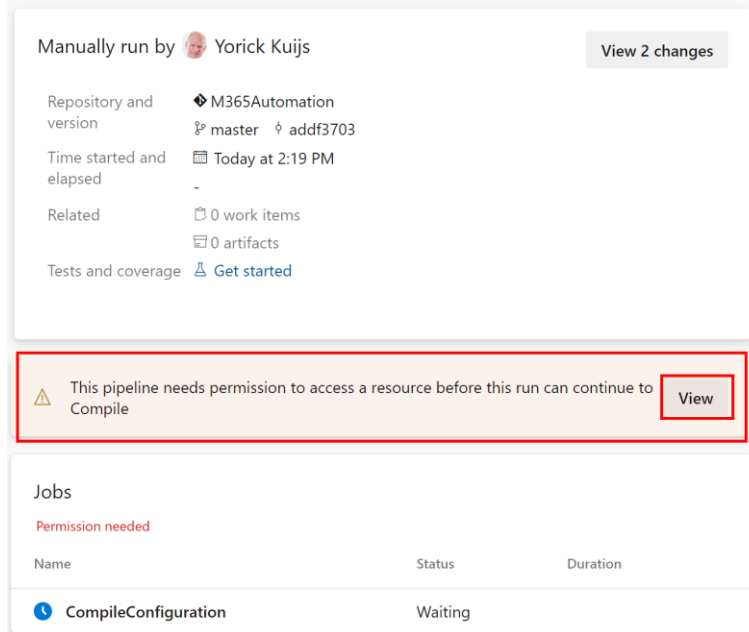 Manually run by Yorick Kuijs
View 2 changes
Repository and
version
M365Automation
master addf3703
Time started and
elapsed
Today at 2:19 PM
-
Related
0 work items
0 artifacts
Tests and coverage
Get started
This pipeline needs permission to access a resource before this run can continue to
Compile
View
Jobs
Permission needed
Name Status Duration
CompileConfiguration Waiting